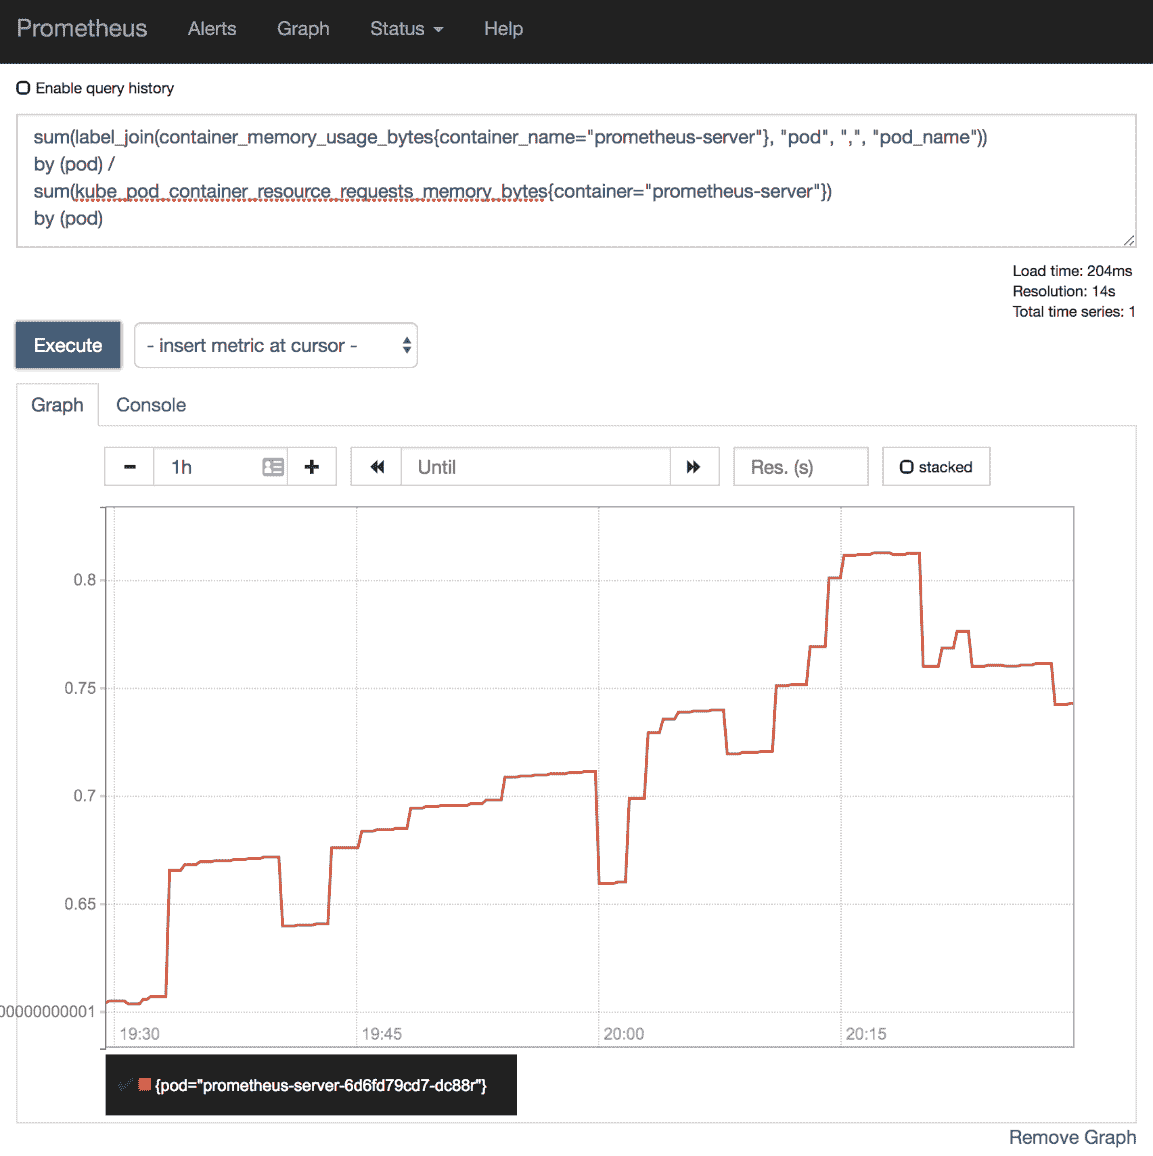 Prometheus Alerts Graph Status Help
Enable query history
sum(label_join(container_memory_usage_bytes{container_name="prometheus-server"}, "pod", ",", "pod_name"))
by (pod) /
sum(kube_pod_container_resource_requests_memory_bytes{container="prometheus-server"})
by (pod)
Load time: 204ms
Resolution: 14s
Total time series: 1
Execute - insert metric at cursor -
Graph Console
1h Until Res. (s) stacked
0.8
0.75
0.7
0.65
00000000001
19:30 19:45 20:00 20:15
{pod="prometheus-server-6d6fd79cd7-dc88r"}
Remove Graph